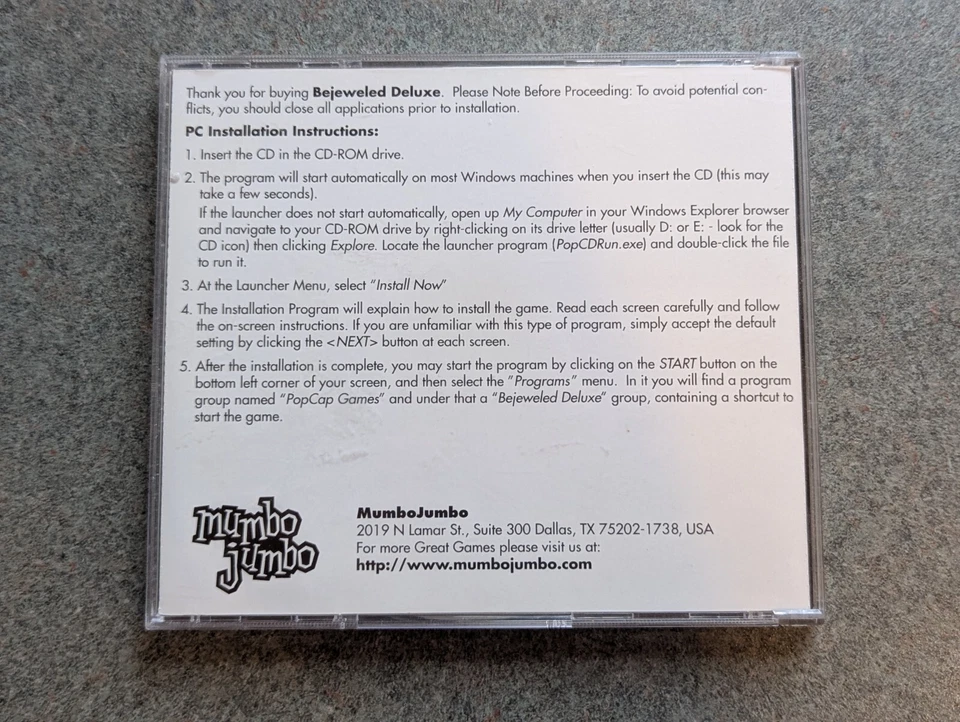 Thank you for buying Bejeweled Deluxe. Please Note Before Proceeding: To avoid potential con-
flicts, you should close all applications prior to installation.
PC Installation Instructions:
1. Insert the CD in the CD-ROM drive.
2. The program will start automatically on most Windows machines when you insert the CD (this may
take a few seconds).
If the launcher does not start automatically, open up My Computer in your Windows Explorer browser
and navigate to your CD-ROM drive by right-clicking on its drive letter (usually D: or E: - look for the
CD icon) then clicking Explore. Locate the launcher program (PopCDRun.exe) and double-click the file
to run it.
3. At the Launcher Menu, select "Install Now"
4. The Installation Program will explain how to install the game. Read each screen carefully and follow
the on-screen instructions. If you are unfamiliar with this type of program, simply accept the default
setting by clicking the <NEXT> button at each screen.
5. After the installation is complete, you may start the program by clicking on the START button on the
bottom left corner of your screen, and then select the "Programs" menu. In it you will find a program
group named "PopCap Games" and under that a "Bejeweled Deluxe" group, containing a shortcut to
start the game.
mumbo
jumbo
MumboJumbo
2019 N Lamar St., Suite 300 Dallas, TX 75202-1738, USA
For more Great Games please visit us at:
http://www.mumbojumbo.com